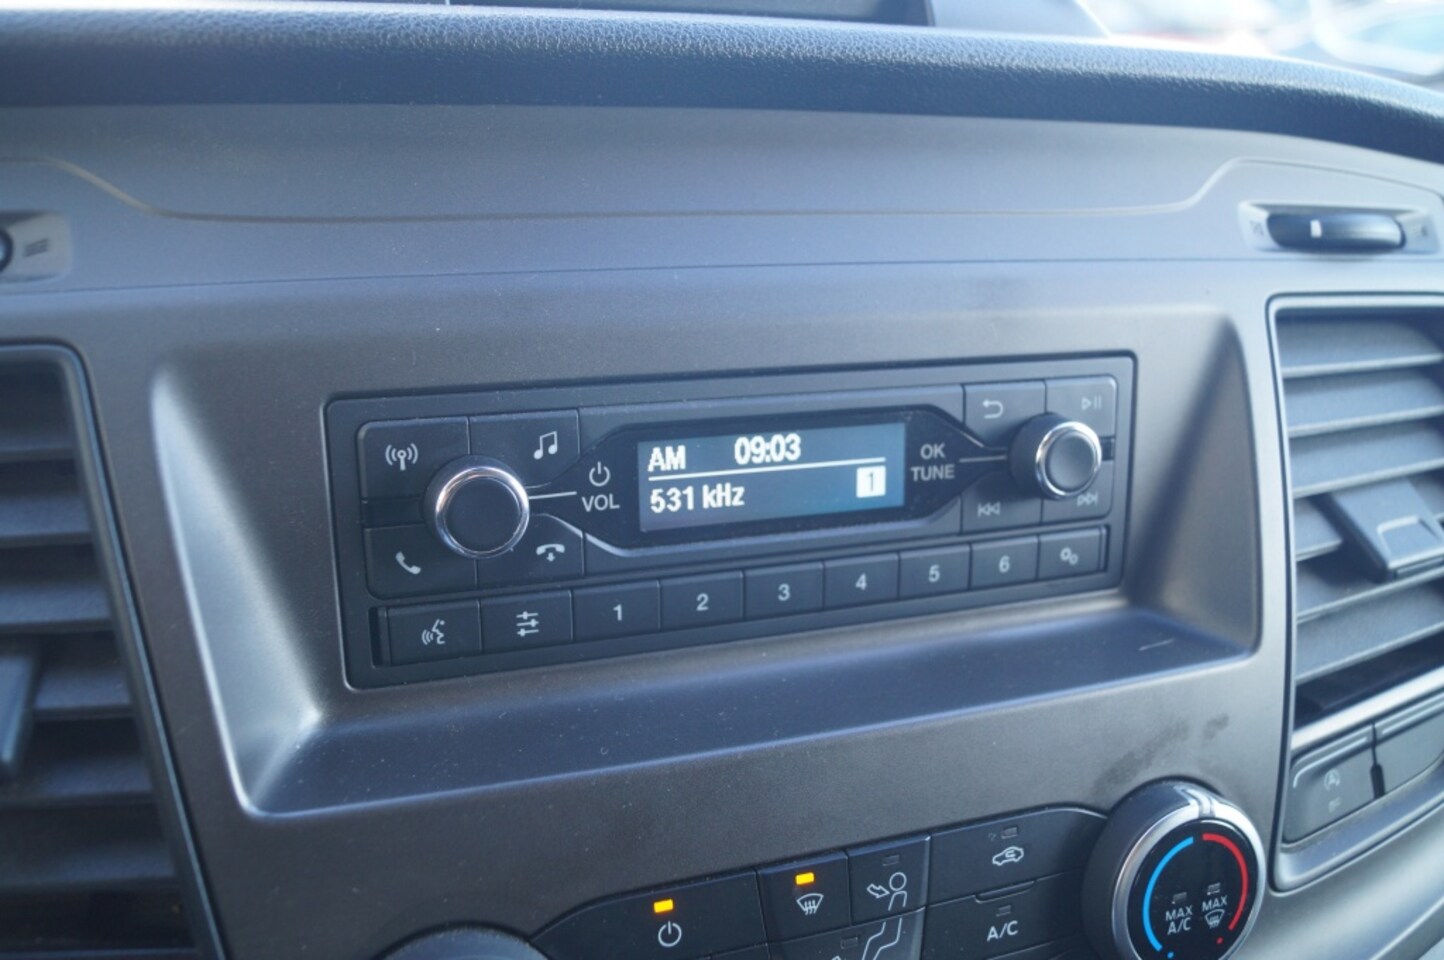 AM 09:03
531 kHz 1
VOL
OK
TUNE
1 2 3 4 5 6
A/C
MAX
A/C
MAX